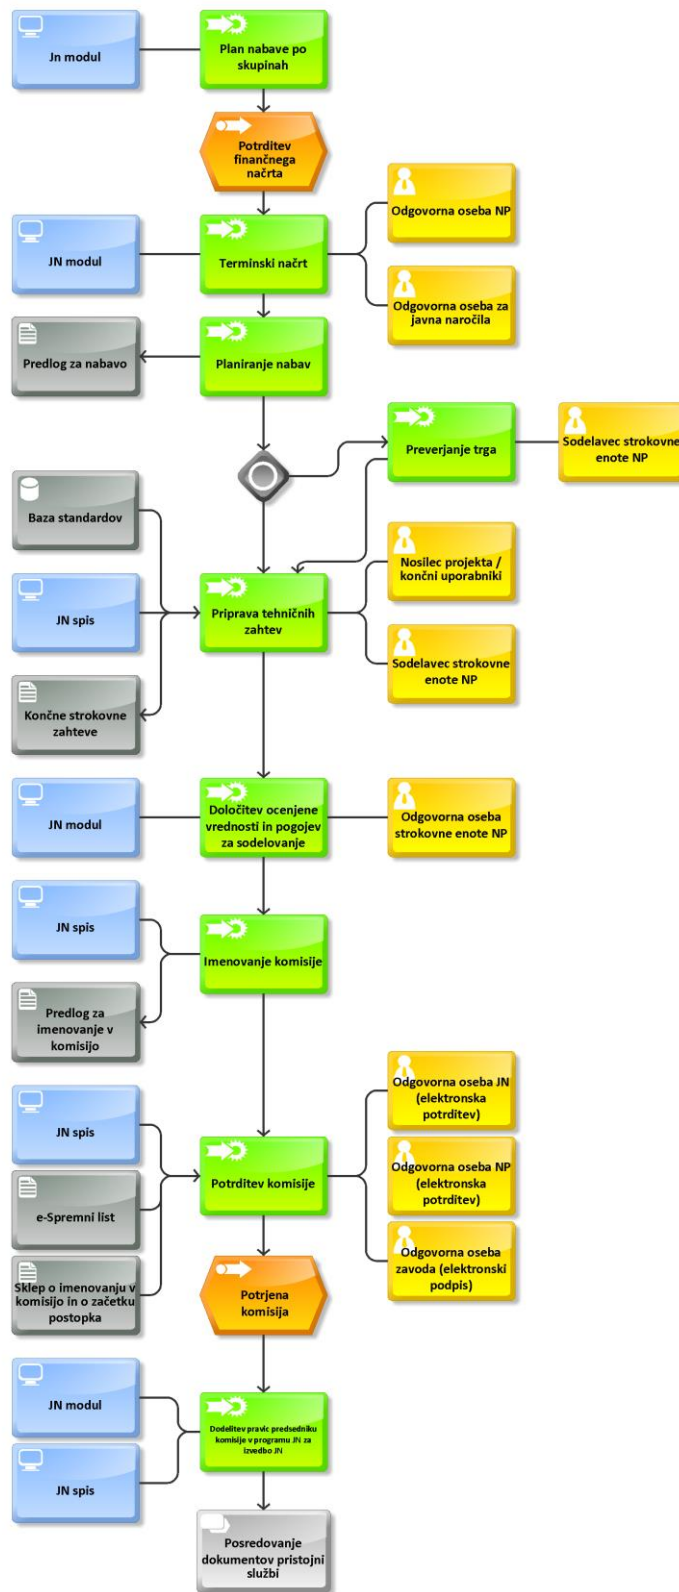 Jn modul
Plan nabave po
skupinah
Potrditev
finančnega
načrta
Odgovorna oseba NP
JN modul
Terminski načrt
Odgovorna oseba za
javna naročila
Predlog za nabavo
Planiranje nabav
Preverjanje trga
Sodelavec strokovne
enote NP
Baza standardov
Nosilec projekta /
končni uporabniki
JN spis
Priprava tehničnih
zahtev
Sodelavec strokovne
enote NP
Končne strokovne
zahteve
JN modul
Določitev ocenjene
vrednosti in pogojev
za sodelovanje
Odgovorna oseba
strokovne enote NP
JN spis
Imenovanje komisije
Predlog za
imenovanje v
komisijo
Odgovorna oseba JN
(elektronska
potrditev)
JN spis
Potrditev komisije
Odgovorna oseba NP
(elektronska
potrditev)
e-Spremni list
Odgovorna oseba
zavoda (elektronski
podpis)
Sklep o imenovanju v
komisijo in o začetku
postopka
Potrjena
komisija
JN modul
Dodelitev pravic predsedniku
komisije v programu JN za
izvedbo JN
JN spis
Posredovanje
dokumentov pristojni
službi